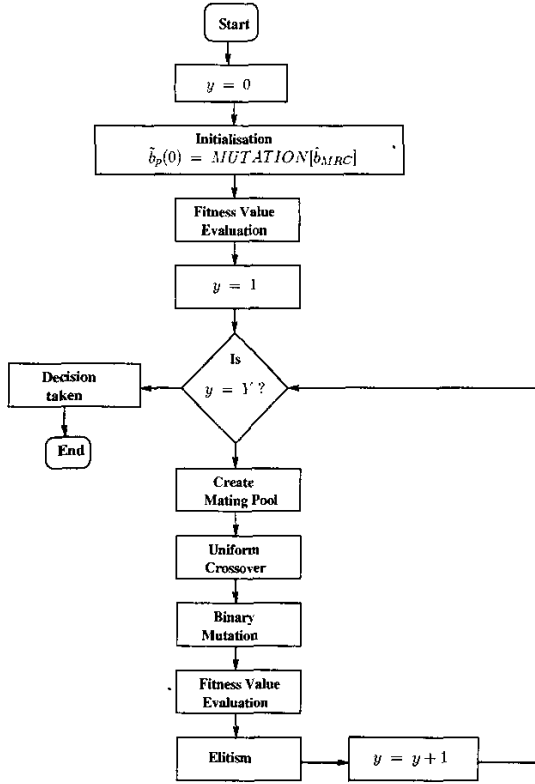 Start
y = 0
Initialisation
b̃ₚ(0) = MUTATION[b̂_MRC]
Fitness Value
Evaluation
y = 1
Is
y = Y ?
Decision
taken
End
Create
Mating Pool
Uniform
Crossover
Binary
Mutation
Fitness Value
Evaluation
Elitism
y = y+1